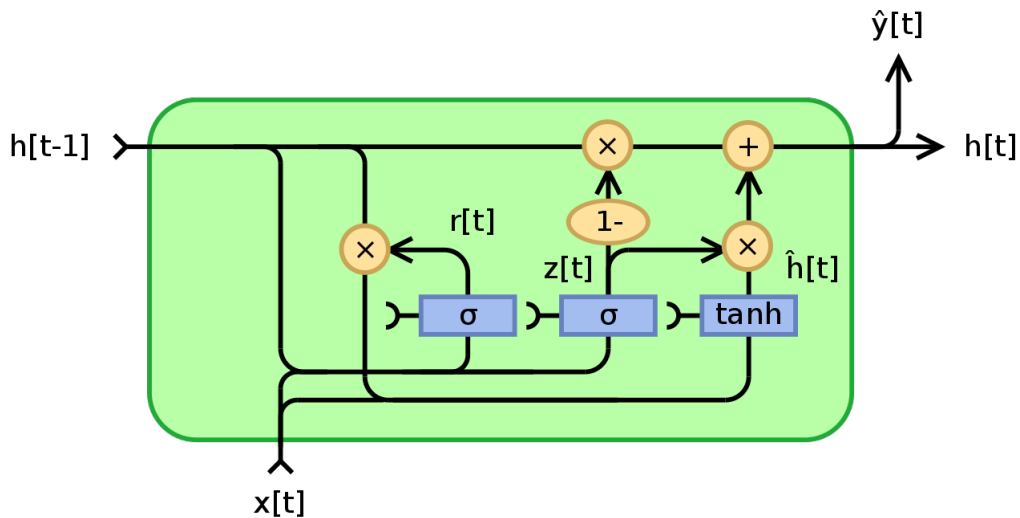 ŷ[t]
h[t-1]
×
+
h[t]
r[t]
1-
×
z[t]
×
ĥ[t]
σ
σ
tanh
x[t]